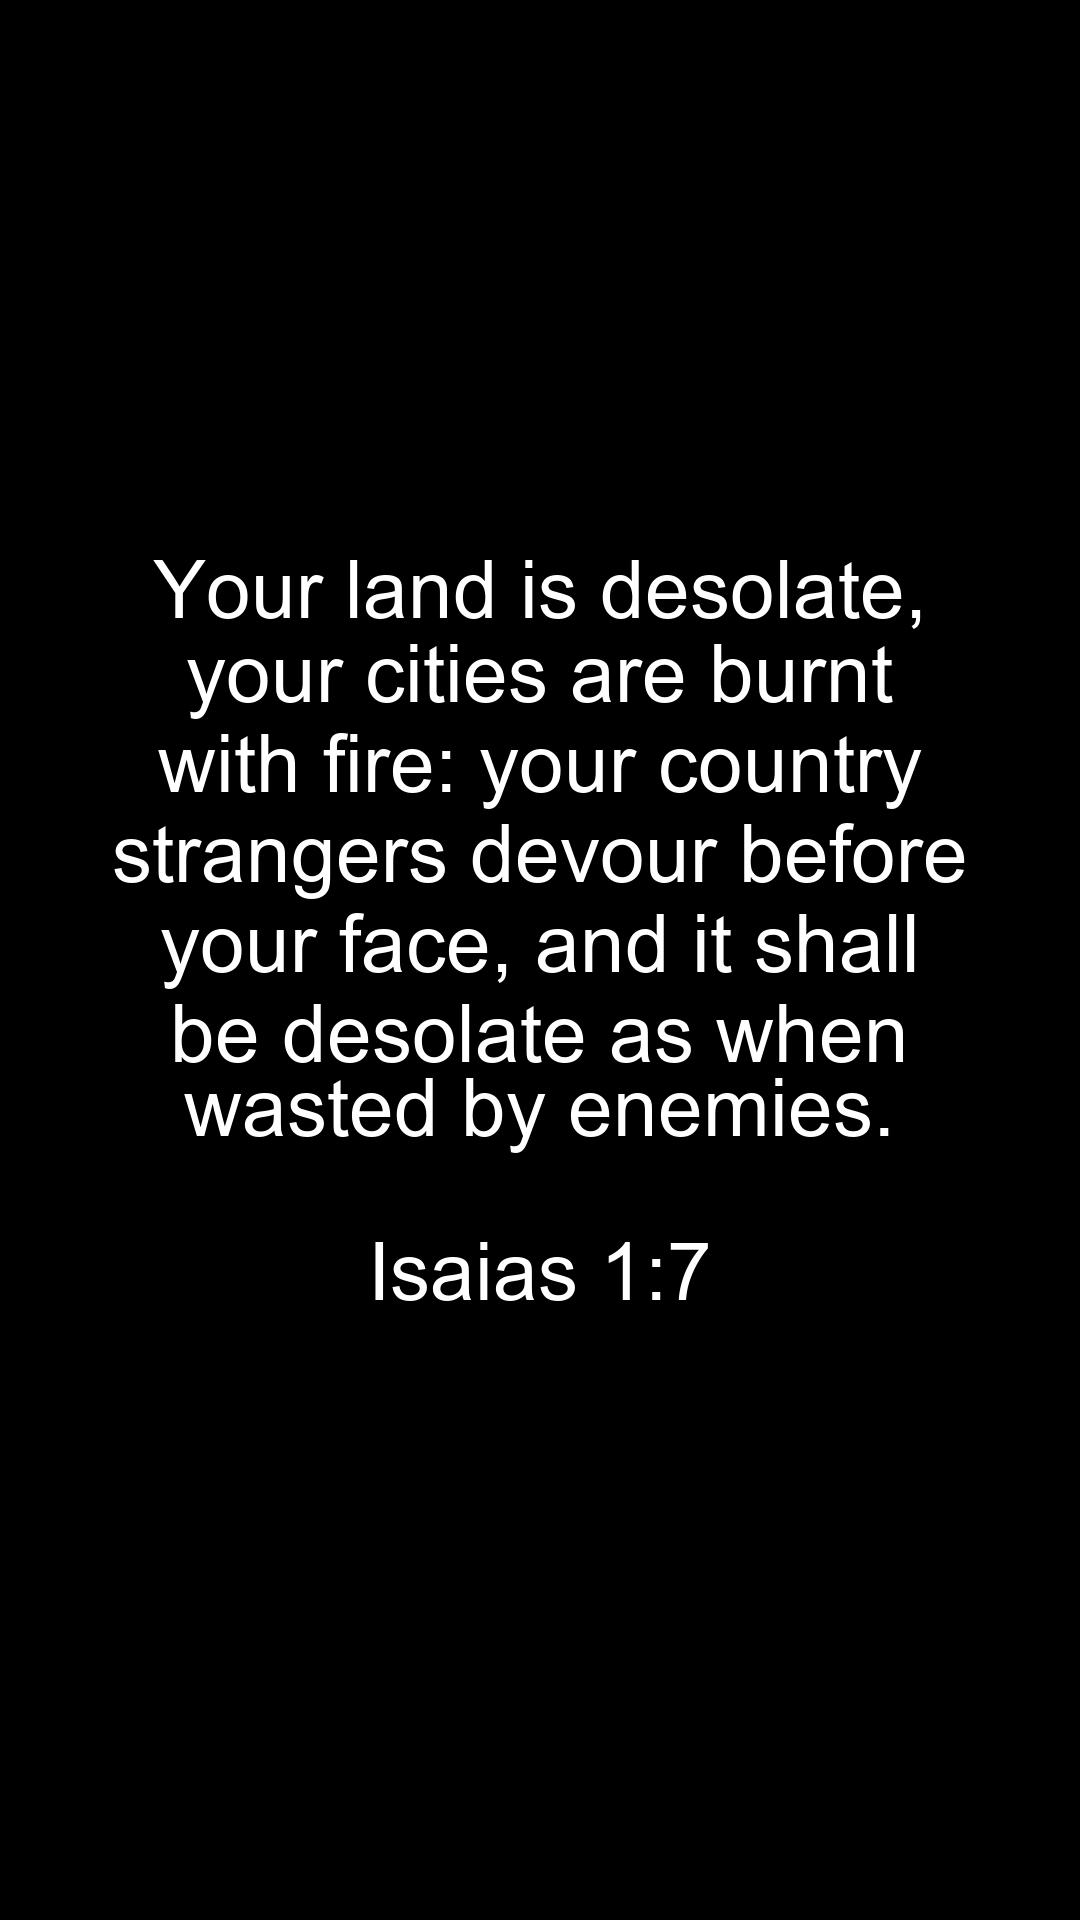 Your land is desolate,
your cities are burnt
with fire: your country
strangers devour before
your face, and it shall
be desolate as when
wasted by enemies.
Isaias 1:7